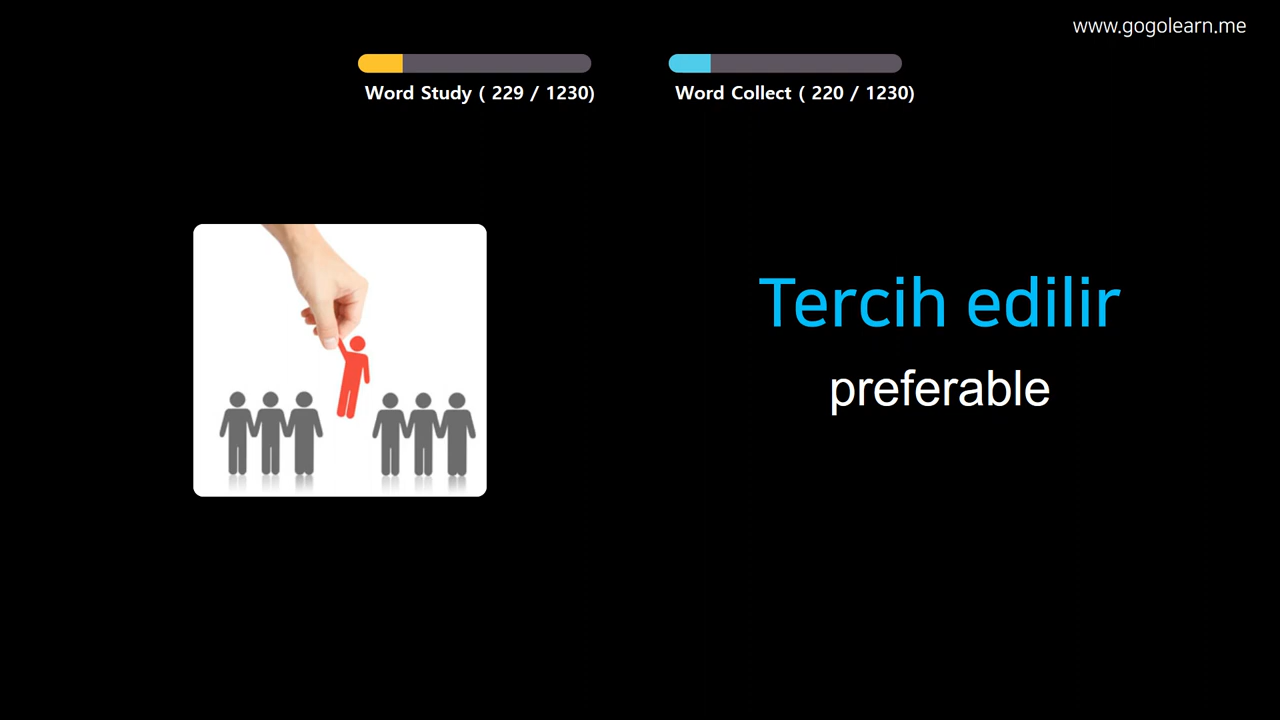 www.gogolearn.me
Word Study ( 229 / 1230)
Word Collect ( 220 / 1230)
Tercih edilir
preferable